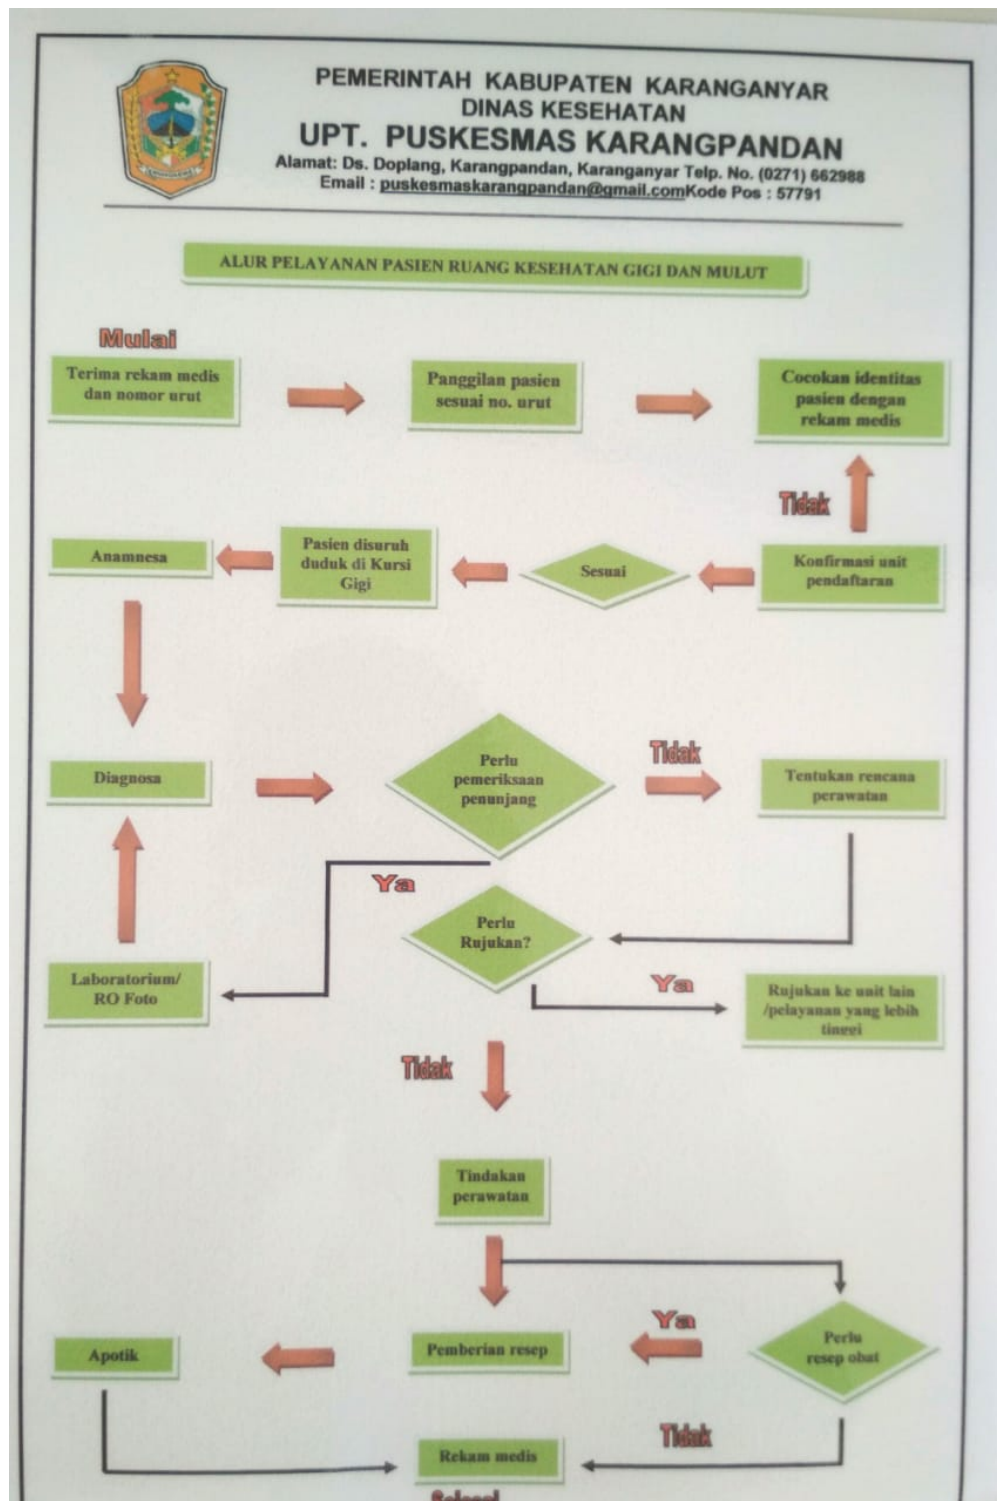 PEMERINTAH KABUPATEN KARANGANYAR
DINAS KESEHATAN
UPT. PUSKESMAS KARANGPANDAN
Alamat: Ds. Doplang, Karangpandan, Karanganyar Telp. No. (0271) 662988
Email : puskesmaskarangpandan@gmail.comKode Pos : 57791
ALUR PELAYANAN PASIEN RUANG KESEHATAN GIGI DAN MULUT
Mulai
Terima rekam medis
dan nomor urut
Panggilan pasien
sesuai no. urut
Cocokan identitas
pasien dengan
rekam medis
Tidak
Konfirmasi unit
pendaftaran
Sesuai
Pasien disuruh
duduk di Kursi
Gigi
Anamnesa
Diagnosa
Perlu
pemeriksaan
penunjang
Tidak
Tentukan rencana
perawatan
Ya
Perlu
Rujukan?
Laboratorium/
RO Foto
Ya
Rujukan ke unit lain
/pelayanan yang lebih
tinggi
Tidak
Tindakan
perawatan
Perlu
resep obat
Ya
Pemberian resep
Apotik
Tidak
Rekam medis